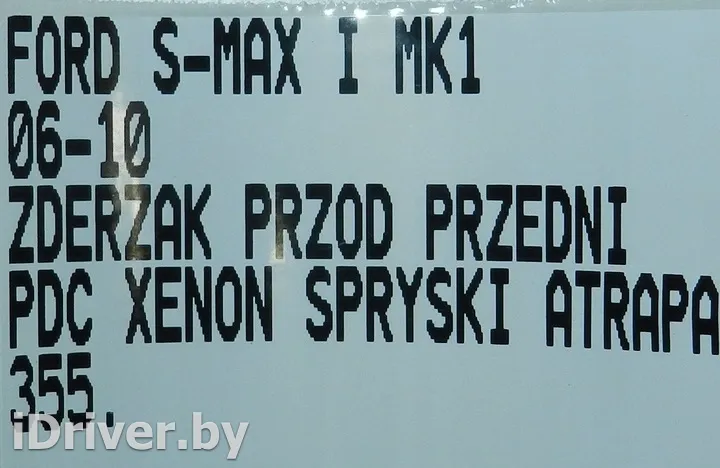 FORD S-MAX I MK1
06-10
ZDERZAK PRZOD PRZEDNI
PDC XENON SPRYSKI ATRAPA
355.
iDriver.by